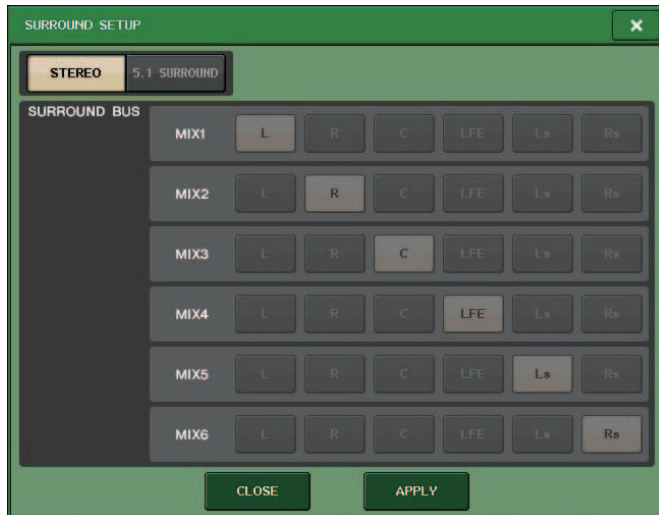 SURROUND SETUP
STEREO 5.1 SURROUND
SURROUND BUS
MIX1 L R C LFE Ls Rs
MIX2 L R C LFE Ls Rs
MIX3 L R C LFE Ls Rs
MIX4 L R C LFE Ls Rs
MIX5 L R C LFE Ls Rs
MIX6 L R C LFE Ls Rs
CLOSE APPLY